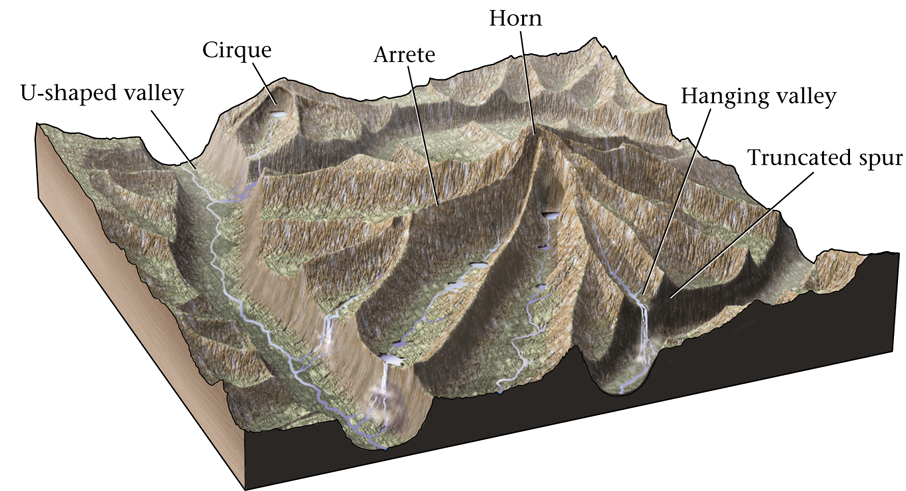 Horn
Cirque
Arrete
U-shaped valley
Hanging valley
Truncated spur